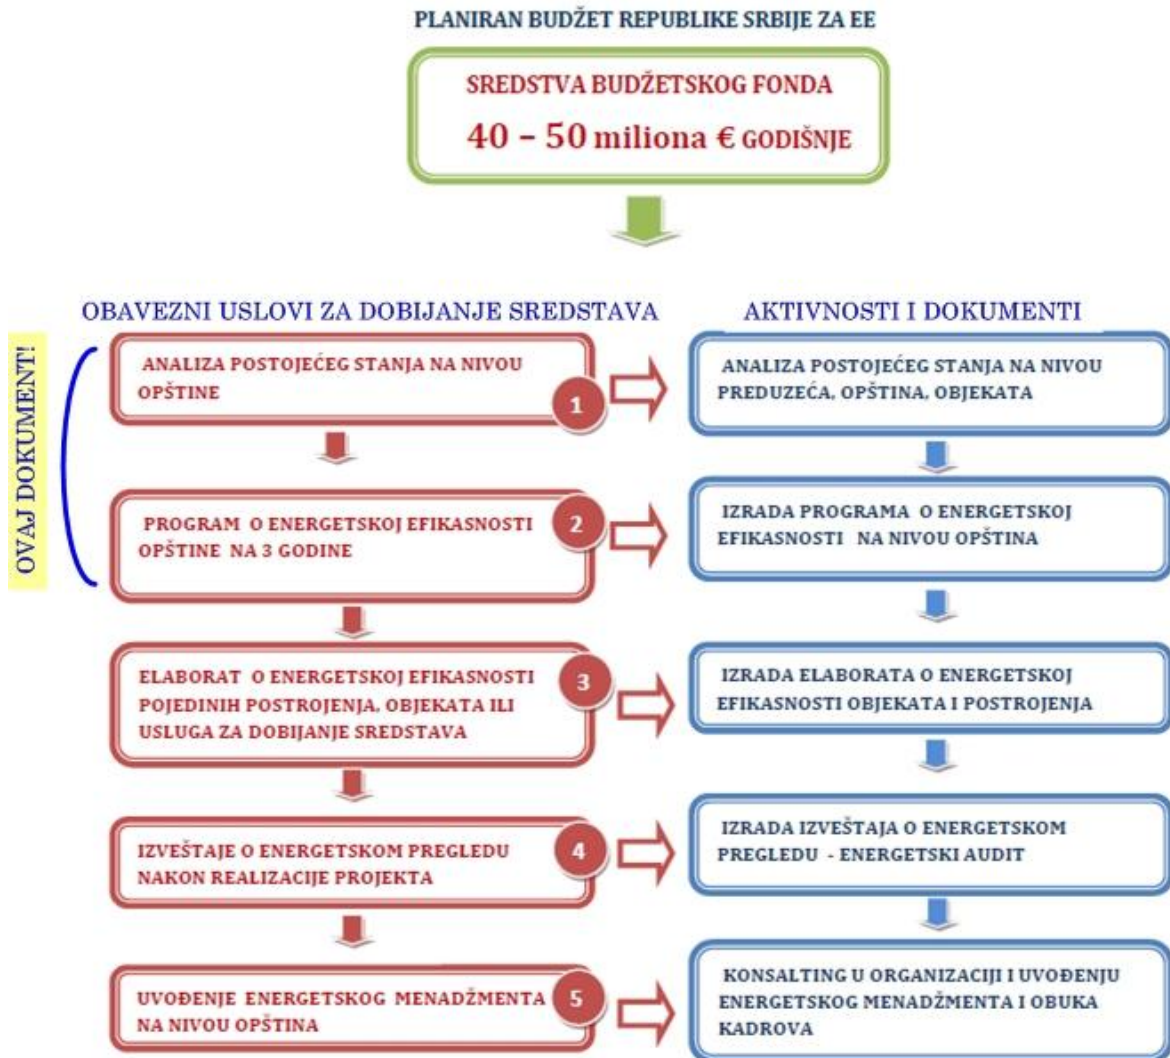 PLANIRAN BUDŽET REPUBLIKE SRBIJE ZA EE
SREDSTVA BUDŽETSKOG FONDA
40 – 50 miliona € GODIŠNJE
OBAVEZNI USLOVI ZA DOBIJANJE SREDSTAVA
AKTIVNOSTI I DOKUMENTI
OVAJ DOKUMENT!
ANALIZA POSTOJEĆEG STANJA NA NIVOU
OPŠTINE
1
ANALIZA POSTOJEĆEG STANJA NA NIVOU
PREDUZEĆA, OPŠTINA, OBJEKATA
PROGRAM O ENERGETSKOJ EFIKASNOSTI
OPŠTINE NA 3 GODINE
2
IZRADA PROGRAMA O ENERGETSKOJ
EFIKASNOSTI NA NIVOU OPŠTINA
ELABORAT O ENERGETSKOJ EFIKASNOSTI
POJEDINIH POSTROJENJA, OBJEKATA ILI
USLUGA ZA DOBIJANJE SREDSTAVA
3
IZRADA ELABORATA O ENERGETSKOJ
EFIKASNOSTI OBJEKATA I POSTROJENJA
IZVEŠTAJE O ENERGETSKOM PREGLEDU
NAKON REALIZACIJE PROJEKTA
4
IZRADA IZVEŠTAJA O ENERGETSKOM
PREGLEDU - ENERGETSKI AUDIT
UVOĐENJE ENERGETSKOG MENADŽMENTA
NA NIVOU OPŠTINA
5
KONSALTING U ORGANIZACIJI I UVOĐENJU
ENERGETSKOG MENADŽMENTA I OBUKA
KADROVA